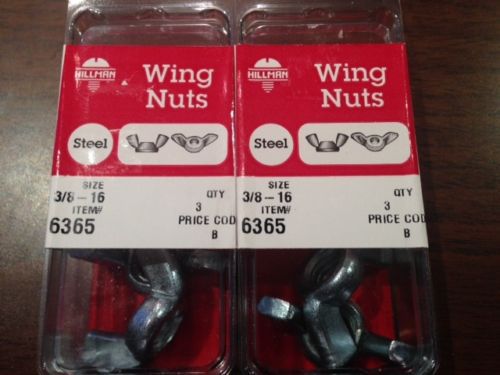 HILLMAN
Wing
Nuts
Steel
SIZE
3/8-16
QTY
ITEM#
3
6365
PRICE COD
B
HILLMAN
Wing
Nuts
Steel
SIZE
3/8-16
QTY
ITEM#
3
6365
PRICE COD
B